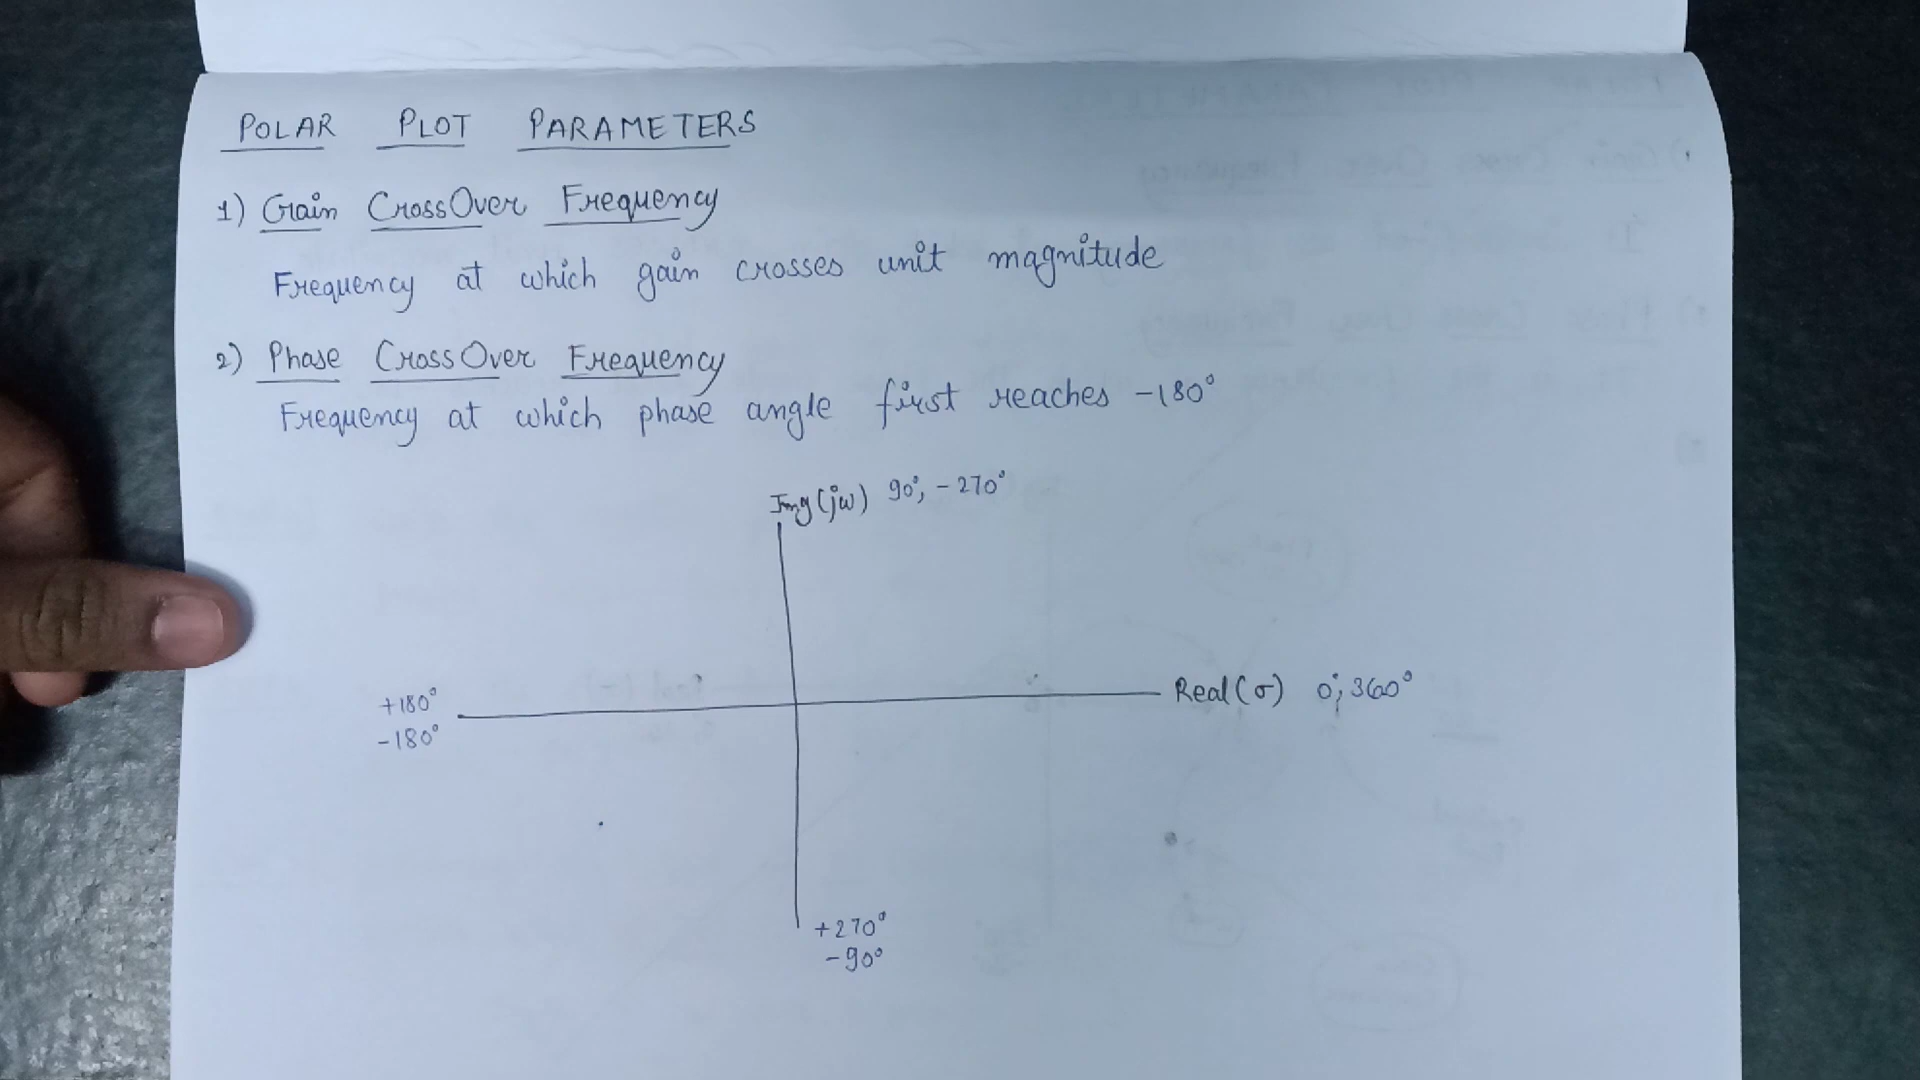 POLAR PLOT PARAMETERS
1) Gain CrossOver Frequency
Frequency at which gain crosses unit magnitude
2) Phase CrossOver Frequency
Frequency at which phase angle first reaches -180°
Img(jω) 90°, -270°
+180°
-180°
Real(σ) 0°, 360°
+270°
-90°